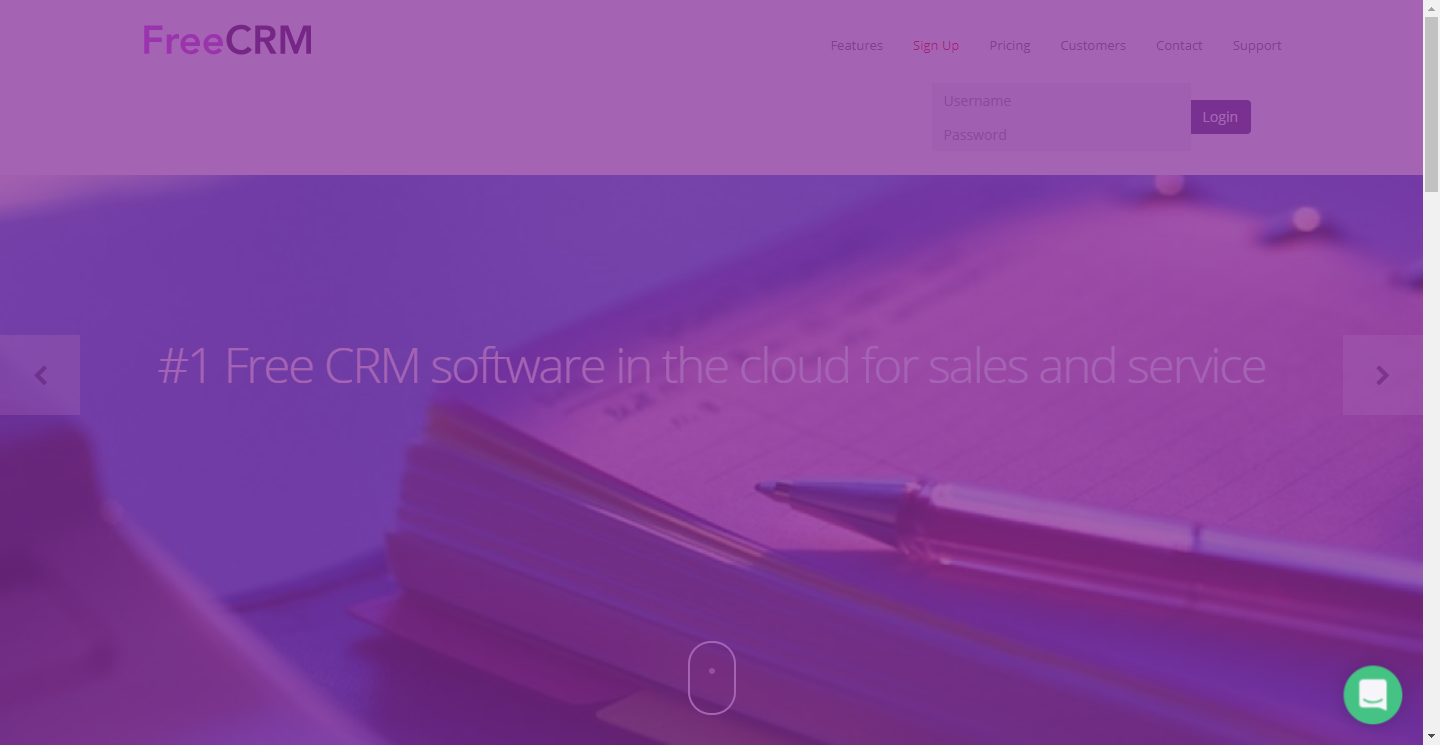 FreeCRM
Features Sign Up Pricing Customers Contact Support
Username
Password
Login
#1 Free CRM software in the cloud for sales and service